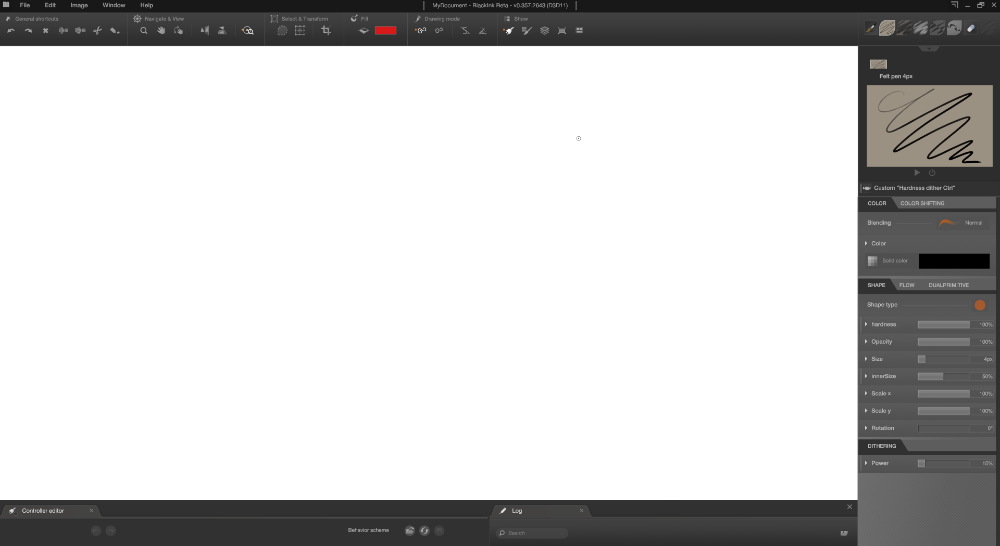 Bi File Edit Image Window Help MyDocument - BlackInk Beta - v0.357.2643 (D3D11)
General shortcuts Navigate & View Select & Transform Fill Drawing mode Show
Felt pen 4px
Custom "Hardness dither Ctrl"
COLOR COLOR SHIFTING
Blending Normal
Color
Solid color
SHAPE FLOW DUALPRIMITIVE
Shape type
hardness 100%
Opacity 100%
Size 4px
innerSize 50%
Scale x 100%
Scale y 100%
Rotation 0°
DITHERING
Power 15%
Controller editor Log
Behavior scheme Search